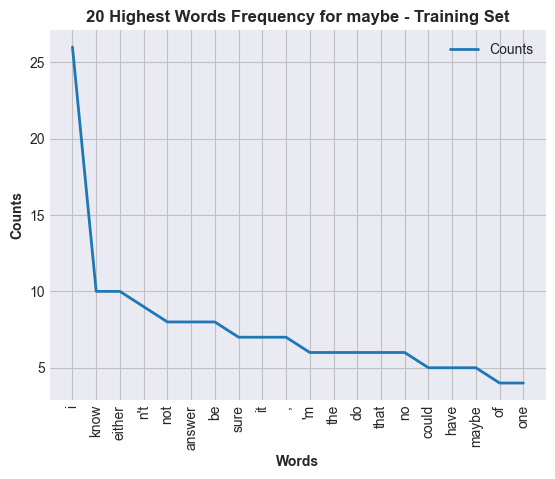 20 Highest Words Frequency for maybe - Training Set
Counts
Counts
25
20
15
10
5
i
know
either
n't
not
answer
be
sure
it
,
'm
the
do
that
no
could
have
maybe
of
one
Words